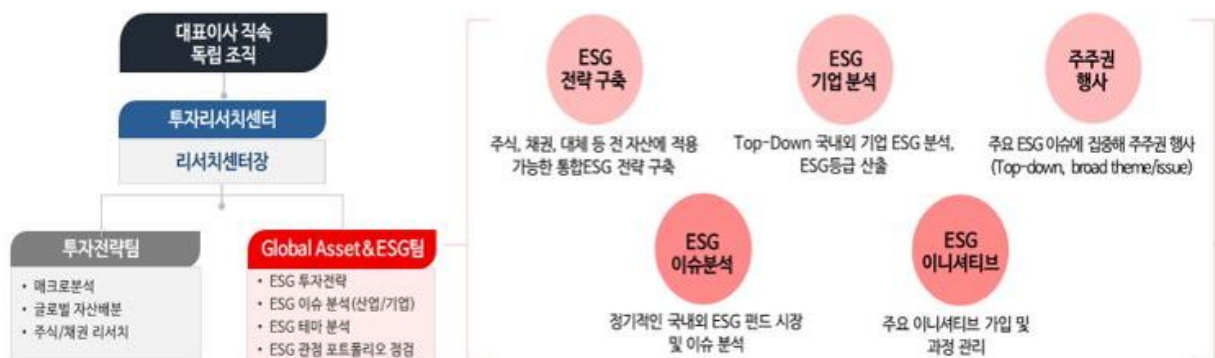 대표이사 직속
독립 조직
투자리서치센터
리서치센터장
투자전략팀
• 매크로분석
• 글로벌 자산배분
• 주식/채권 리서치
Global Asset&ESG팀
• ESG 투자전략
• ESG 이슈 분석(산업/기업)
• ESG 테마 분석
• ESG 관점 포트폴리오 점검
ESG
전략 구축
주식, 채권, 대체 등 전 자산에 적용
가능한 통합ESG 전략 구축
ESG
기업 분석
Top-Down 국내외 기업 ESG 분석,
ESG등급 산출
주주권
행사
주요 ESG 이슈에 집중해 주주권 행사
(Top-down, broad theme/issue)
ESG
이슈분석
정기적인 국내외 ESG 펀드 시장
및 이슈 분석
ESG
이니셔티브
주요 이니셔티브 가입 및
과정 관리